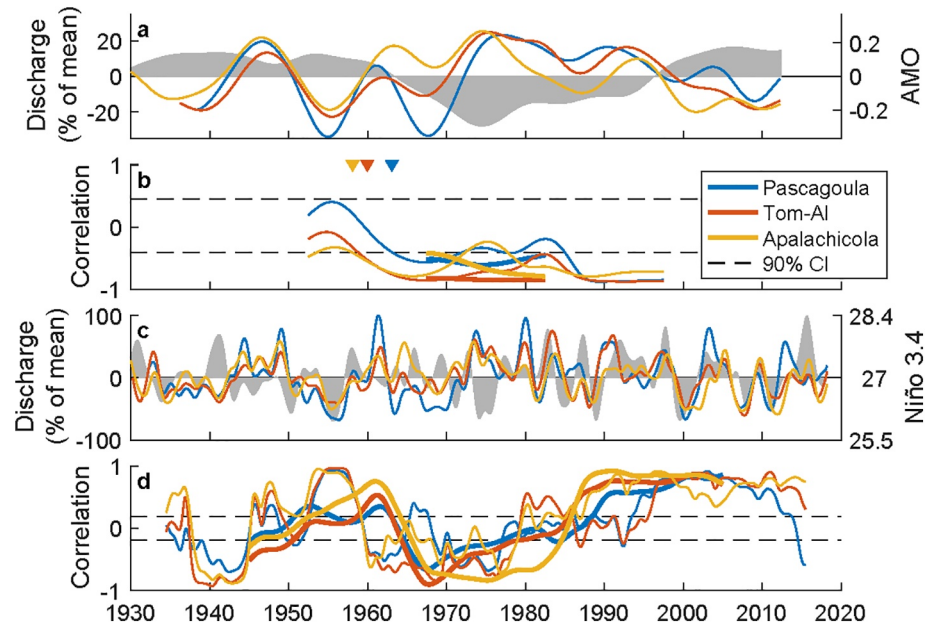 a
Discharge
(% of mean)
20
0
-20
0.2
0
-0.2
AMO
b
Correlation
1
0
-1
Pascagoula
Tom-Al
Apalachicola
90% CI
c
Discharge
(% of mean)
100
0
-100
28.4
27
25.5
Niño 3.4
d
Correlation
1
0
-1
1930 1940 1950 1960 1970 1980 1990 2000 2010 2020